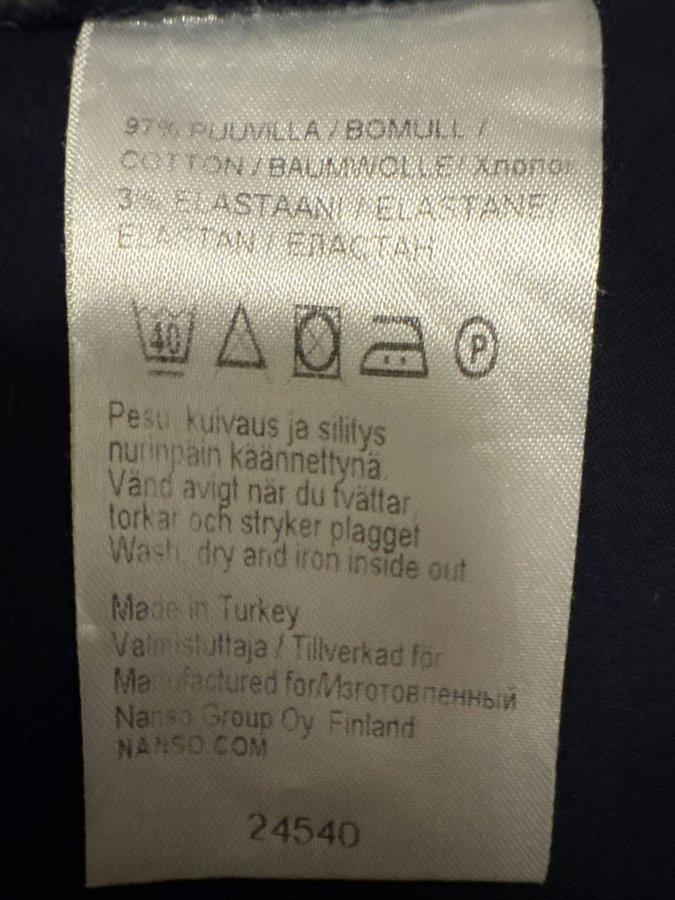 97% PUUVILLA / BOMULL /
COTTON / BAUMWOLLE / Хлопок
3% ELASTAANI / ELASTANE /
ELASTAN / ЕЛАСТАН
40 P
Pesu, kuivaus ja silitys
nurinpäin käännettynä.
Vänd avigt när du tvättar,
torkar och stryker plagget
Wash, dry and iron inside out
Made in Turkey
Valmistuttaja / Tillverkad för
Manufactured for/Изготовленный
Nanso Group Oy, Finland
NANSO.COM
24540